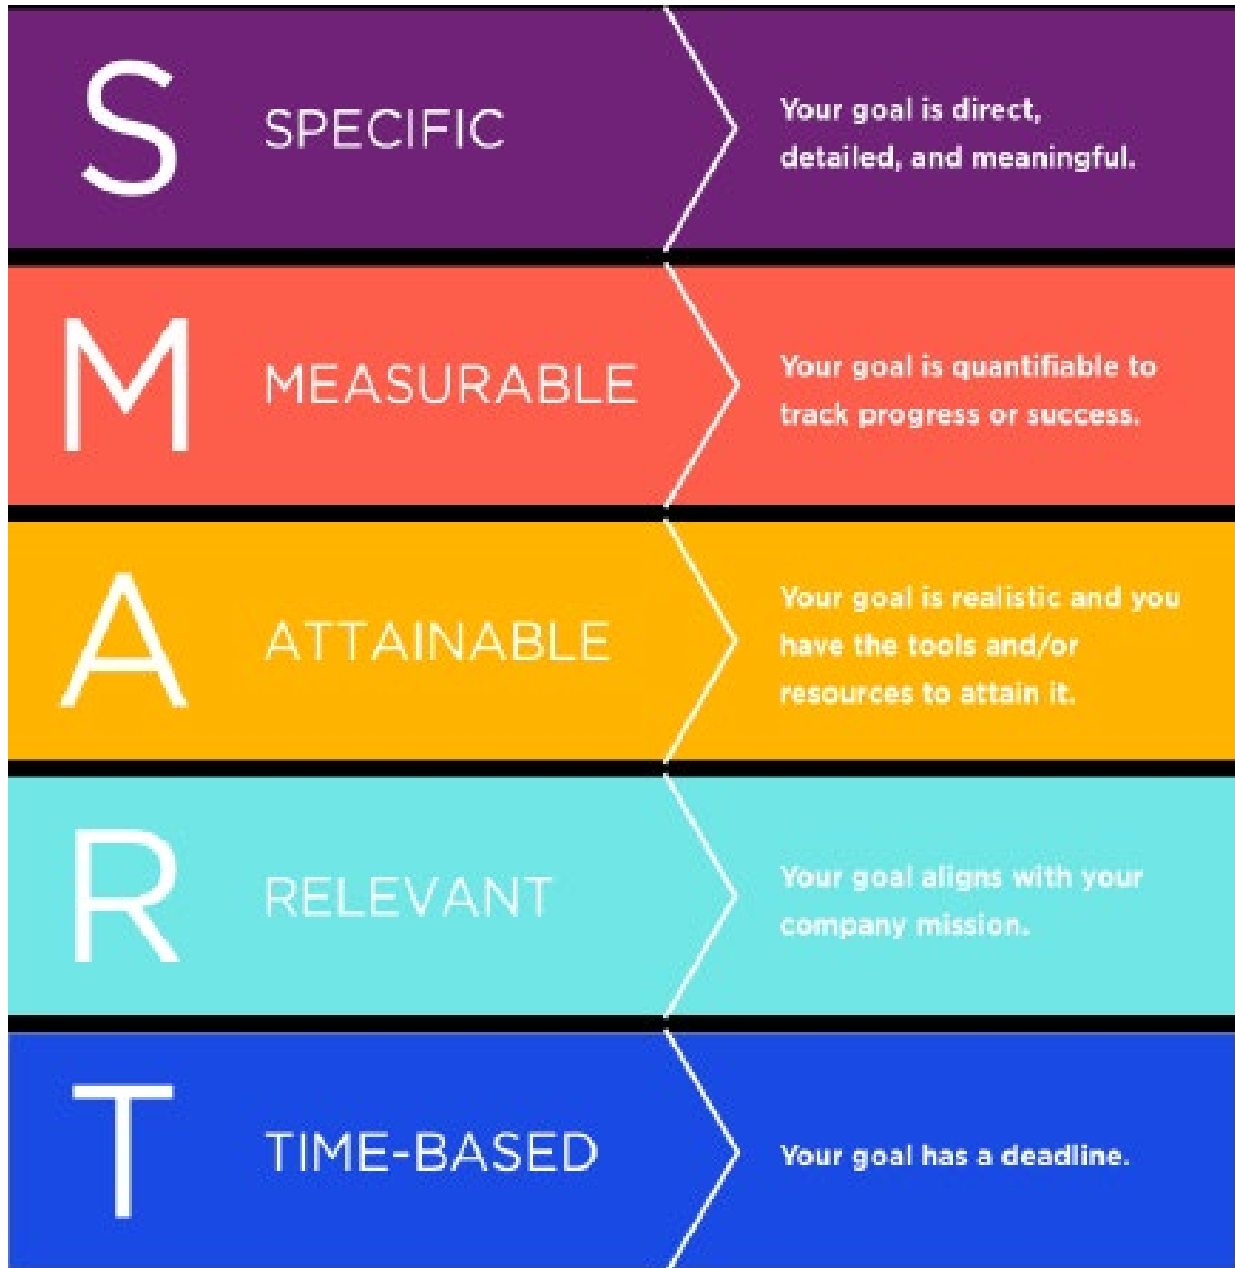 S
SPECIFIC
Your goal is direct,
detailed, and meaningful.
M
MEASURABLE
Your goal is quantifiable to
track progress or success.
A
ATTAINABLE
Your goal is realistic and you
have the tools and/or
resources to attain it.
R
RELEVANT
Your goal aligns with your
company mission.
T
TIME-BASED
Your goal has a deadline.